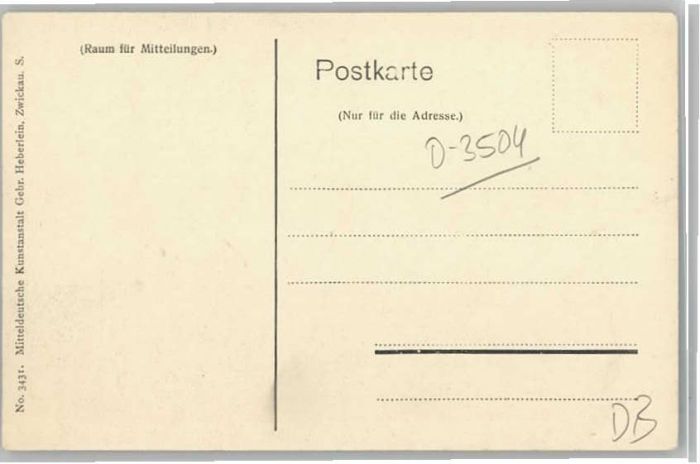 (Raum für Mitteilungen.)
Postkarte
(Nur für die Adresse.)
D-3504
No. 3431. Mitteldeutsche Kunstanstalt Gebr. Heberlein, Zwickau. S.
DB